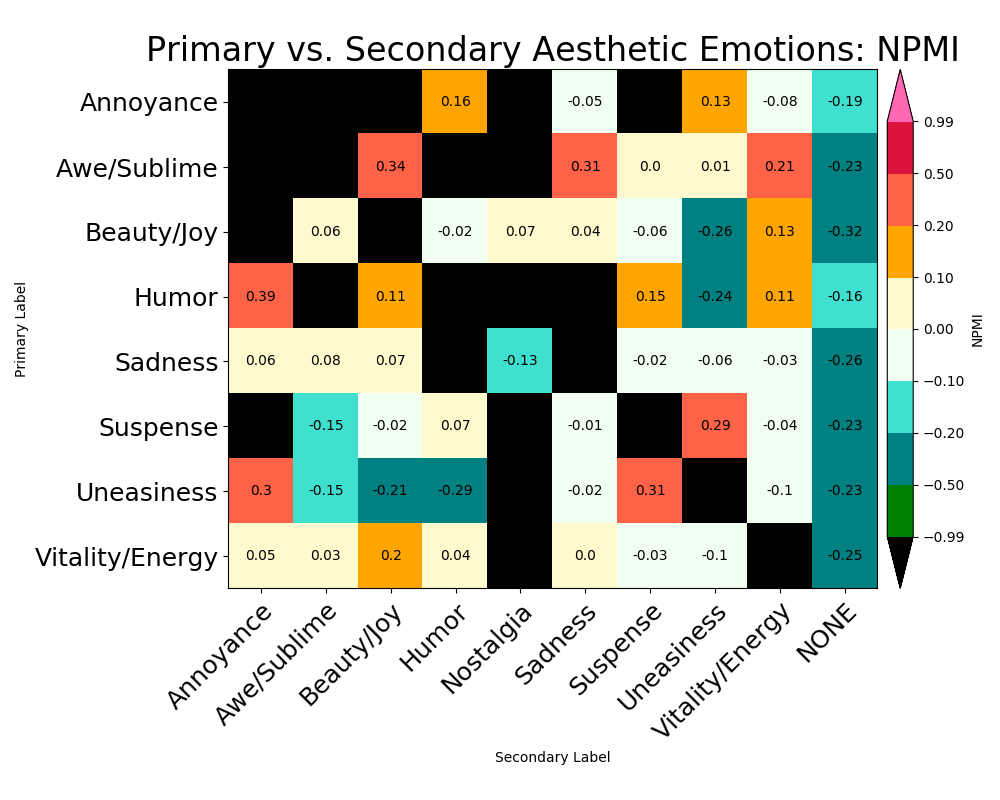 Primary vs. Secondary Aesthetic Emotions: NPMI
Annoyance 0.16 -0.05 0.13 -0.08 -0.19
Awe/Sublime 0.34 0.31 0.0 0.01 0.21 -0.23
Beauty/Joy 0.06 -0.02 0.07 0.04 -0.06 -0.26 0.13 -0.32
Humor 0.39 0.11 0.15 -0.24 0.11 -0.16
Sadness 0.06 0.08 0.07 -0.13 -0.02 -0.06 -0.03 -0.26
Suspense -0.15 -0.02 0.07 -0.01 0.29 -0.04 -0.23
Uneasiness 0.3 -0.15 -0.21 -0.29 -0.02 0.31 -0.1 -0.23
Vitality/Energy 0.05 0.03 0.2 0.04 0.0 -0.03 -0.1 -0.25
Annoyance Awe/Sublime Beauty/Joy Humor Nostalgia Sadness Suspense Uneasiness Vitality/Energy NONE
Secondary Label
Primary Label
0.99
0.50
0.20
0.10
0.00
−0.10
−0.20
−0.50
−0.99
NPMI